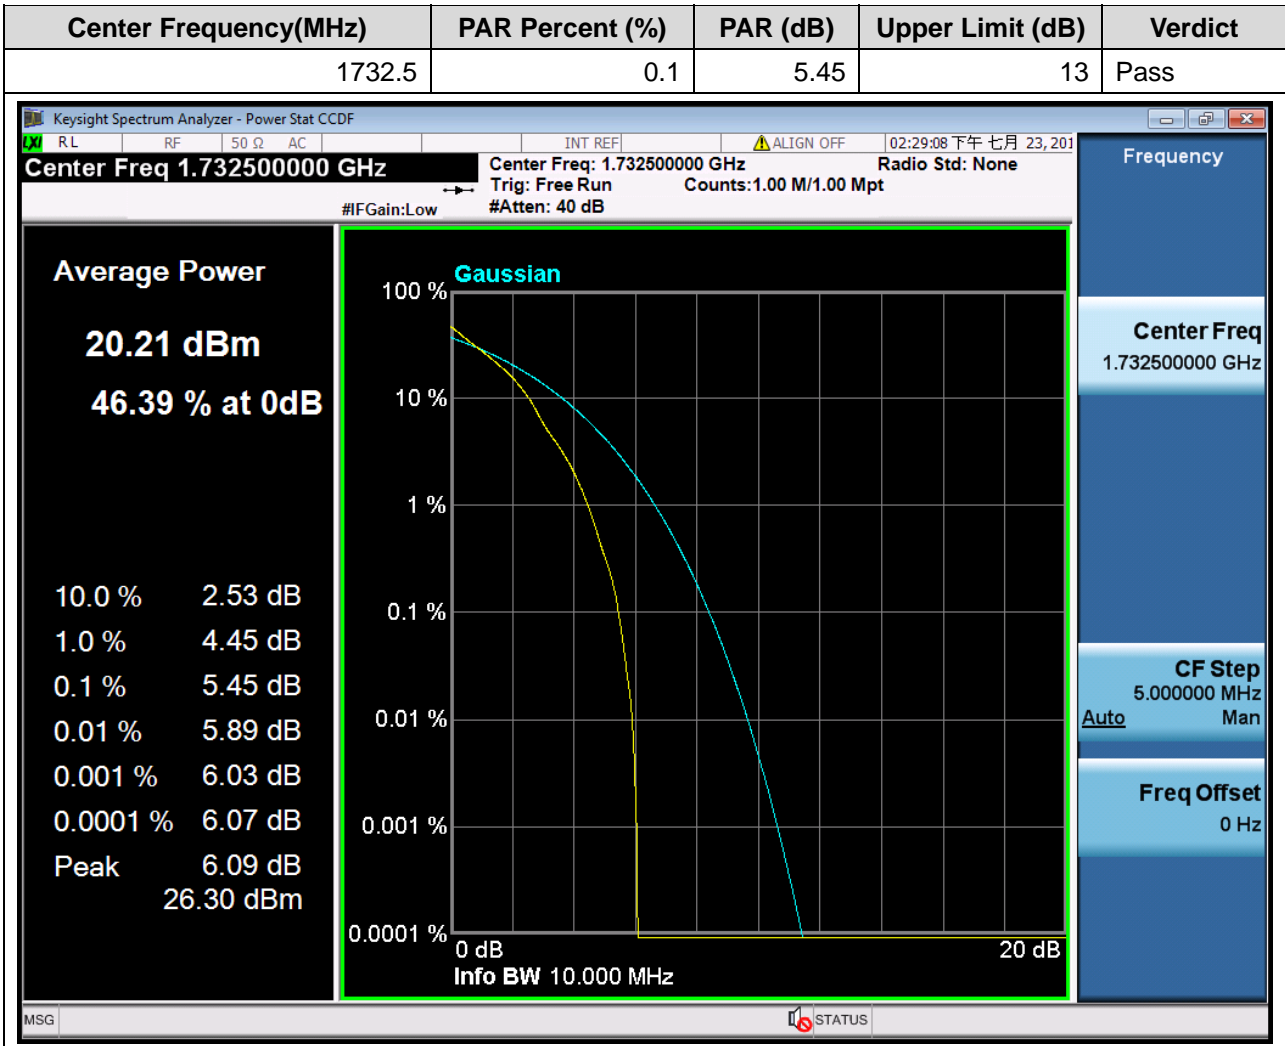 Center Frequency(MHz) PAR Percent (%) PAR (dB) Upper Limit (dB) Verdict
1732.5 0.1 5.45 13 Pass
Keysight Spectrum Analyzer - Power Stat CCDF
LXI RL RF 50 Ω AC INT REF ALIGN OFF 02:29:08 下午 七月 23, 201
Center Freq 1.732500000 GHz
Center Freq: 1.732500000 GHz Radio Std: None
Trig: Free Run Counts:1.00 M/1.00 Mpt
#IFGain:Low #Atten: 40 dB
Frequency
Average Power
20.21 dBm
46.39 % at 0dB
10.0 % 2.53 dB
1.0 % 4.45 dB
0.1 % 5.45 dB
0.01 % 5.89 dB
0.001 % 6.03 dB
0.0001 % 6.07 dB
Peak 6.09 dB
26.30 dBm
Gaussian
100 %
10 %
1 %
0.1 %
0.01 %
0.001 %
0.0001 %
0 dB 20 dB
Info BW 10.000 MHz
Center Freq
1.732500000 GHz
CF Step
5.000000 MHz
Auto Man
Freq Offset
0 Hz
MSG STATUS